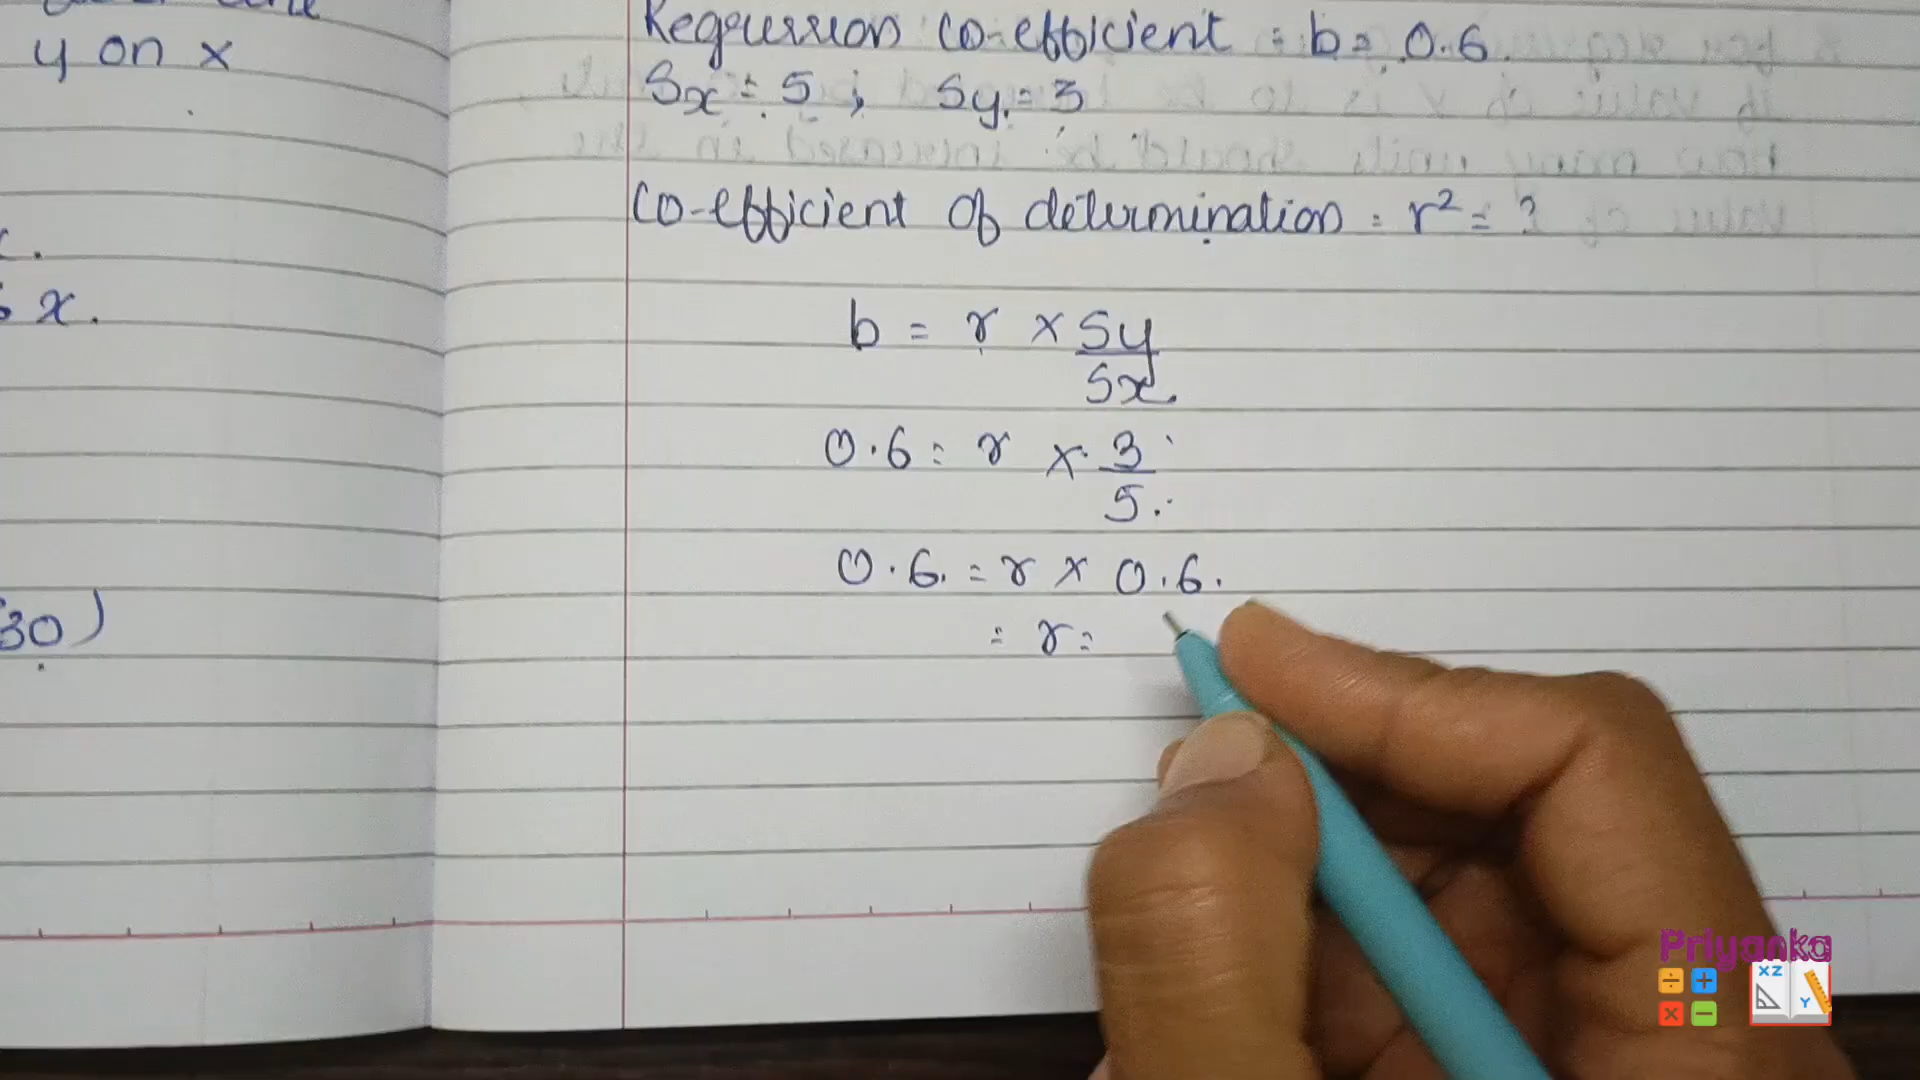 y on x
x.
30)
Regression co-efficient = b = 0.6.
Sx = 5 ; Sy = 3
Co-efficient of determination = r² = ?
b = r × Sy
Sx.
0.6 = r × 3
5.
0.6. = r × 0.6.
= r =
Priyanka
XZ
Y